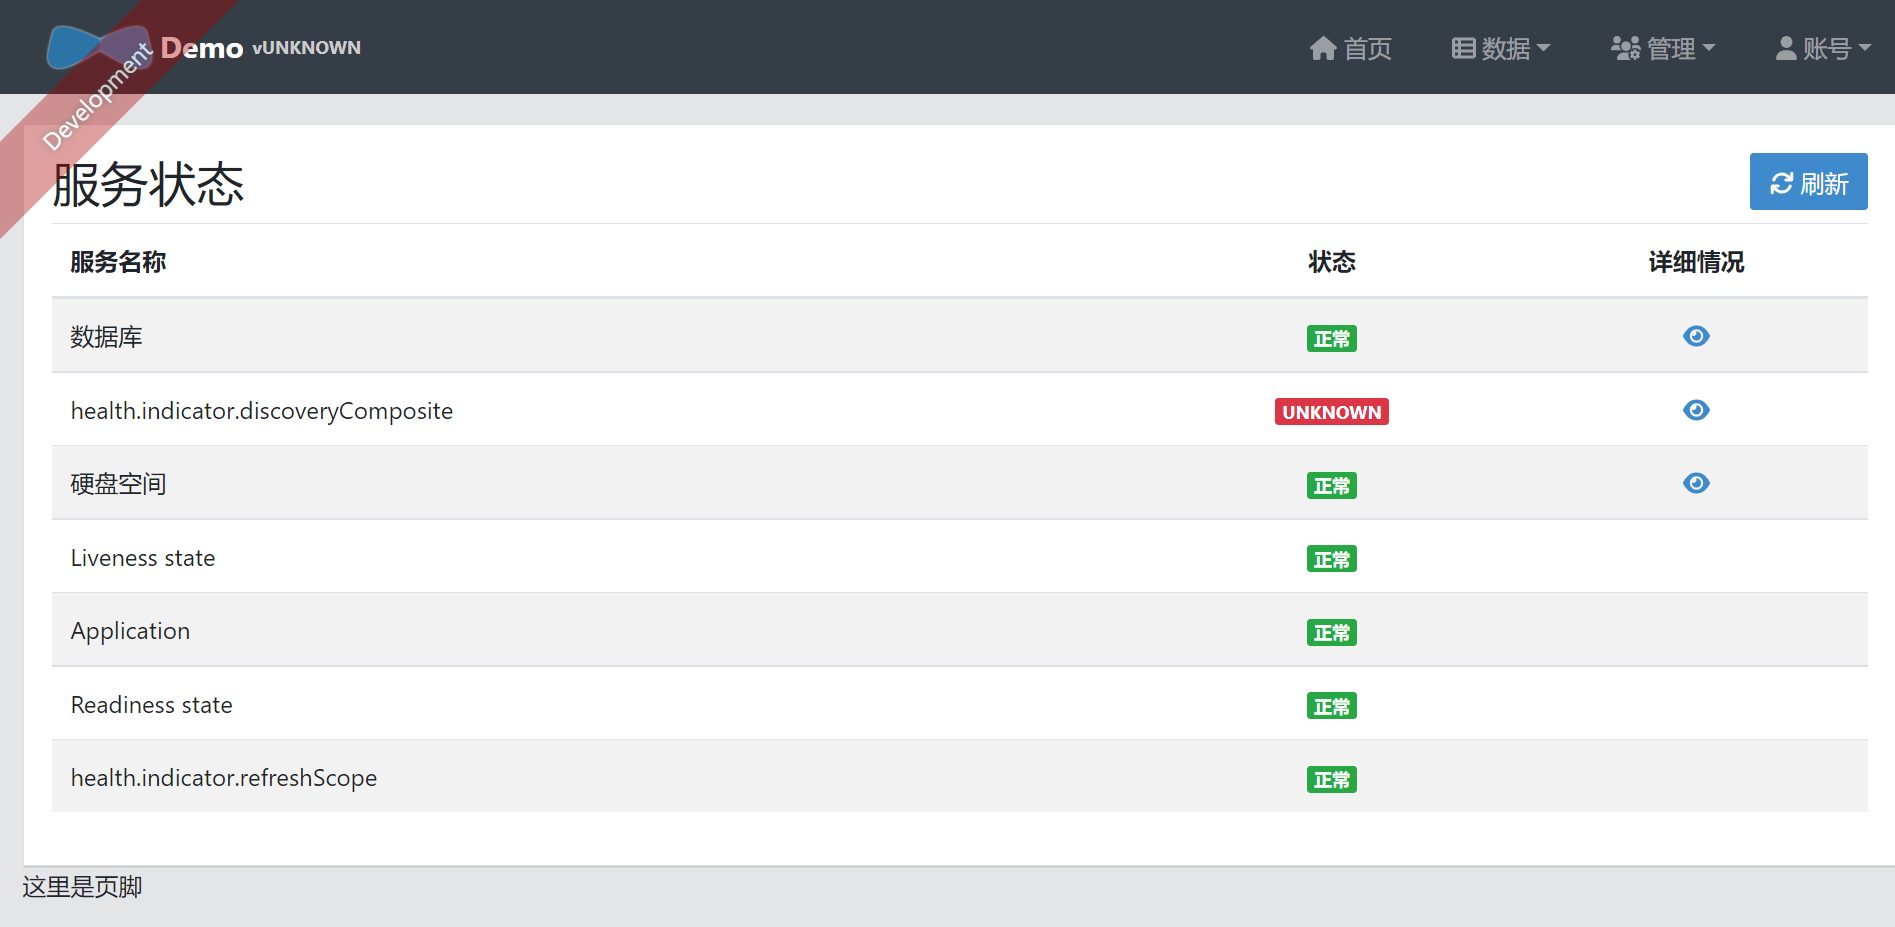 Development
Demo vUNKNOWN
首页 数据 管理 账号
服务状态
刷新
服务名称 状态 详细情况
数据库 正常
health.indicator.discoveryComposite UNKNOWN
硬盘空间 正常
Liveness state 正常
Application 正常
Readiness state 正常
health.indicator.refreshScope 正常
这里是页脚